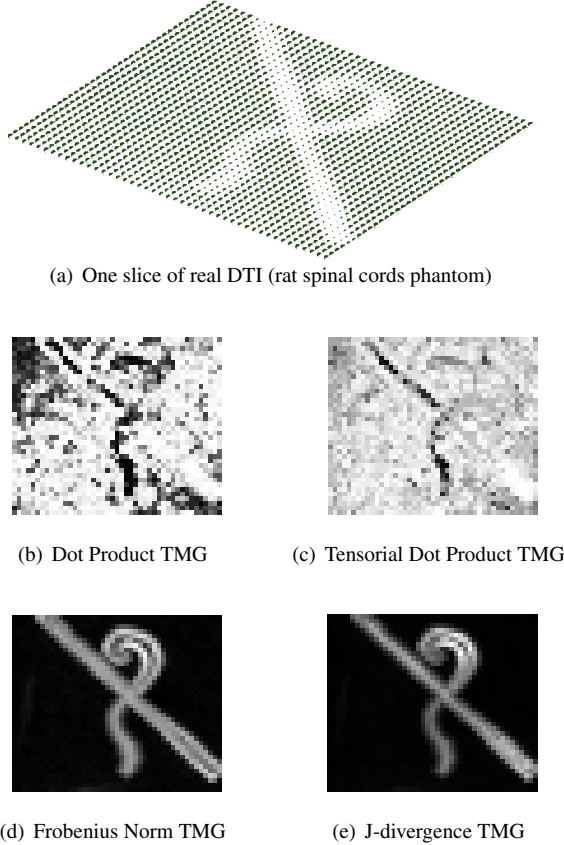 (a) One slice of real DTI (rat spinal cords phantom)
(b) Dot Product TMG
(c) Tensorial Dot Product TMG
(d) Frobenius Norm TMG
(e) J-divergence TMG